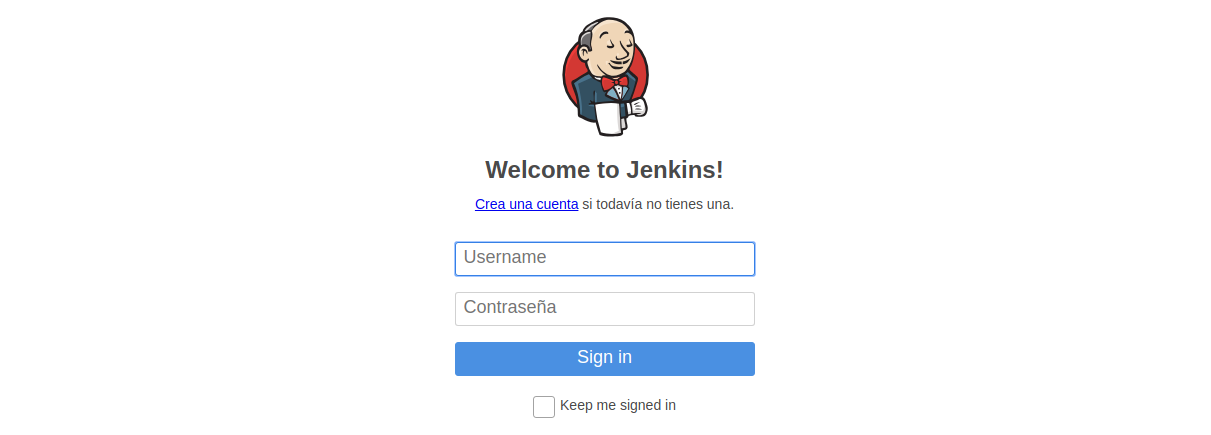 Welcome to Jenkins!
Crea una cuenta si todavía no tienes una.
Username
Contraseña
Sign in
Keep me signed in